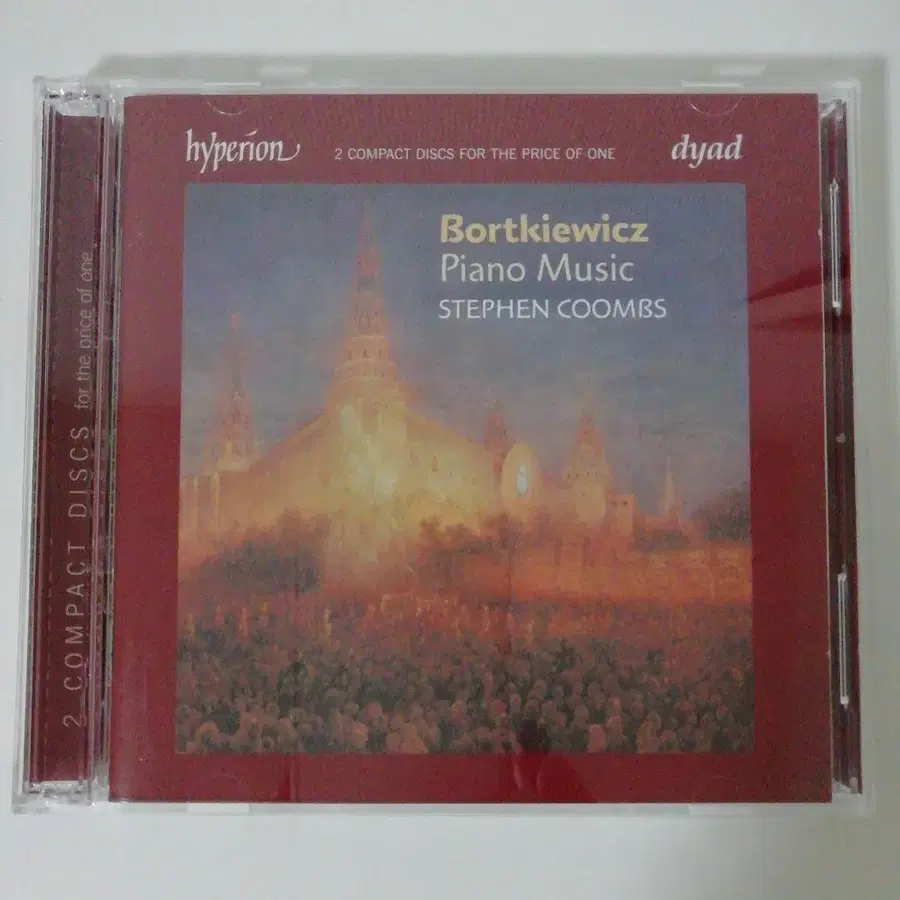 hyperion
2 COMPACT DISCS FOR THE PRICE OF ONE
dyad
Bortkiewicz
Piano Music
STEPHEN COOMBS
2 COMPACT DISCS for the price of one